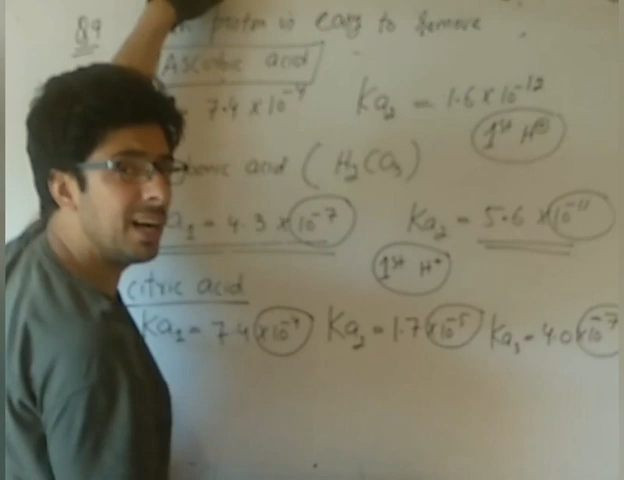 89 proton is easy to remove
Ascorbic acid
= 7.4 × 10⁻⁴ Ka₂ = 1.6 × 10⁻¹²
1st H⊕
bonic acid ( H₂CO₃ )
a₁ = 4.3 × 10⁻⁷ Ka₂ = 5.6 × 10⁻¹¹
1st H⁺
citric acid
Ka₁ = 7.4 × 10⁻⁴ Ka₂ = 1.7 × 10⁻⁵ Ka₃ = 4.0 × 10⁻⁷